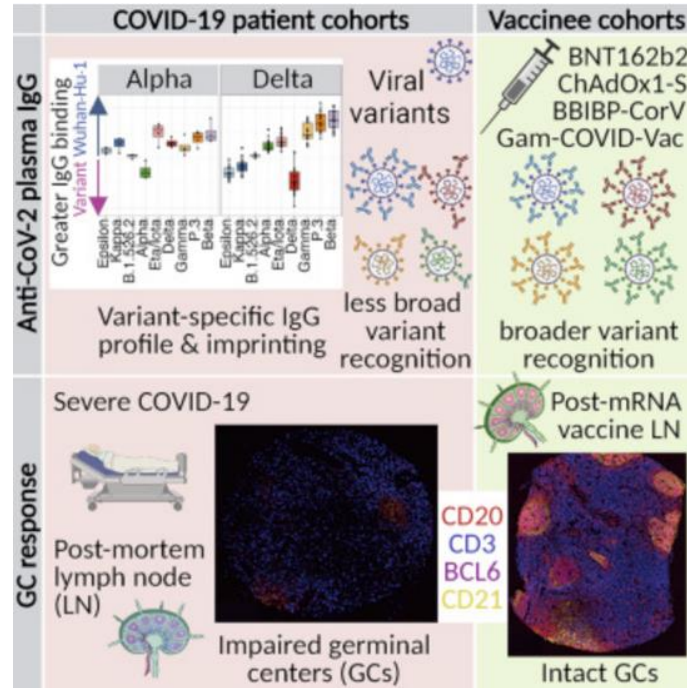 COVID-19 patient cohorts
Vaccinee cohorts
Anti-CoV-2 plasma IgG
Greater IgG binding
Variant
Wuhan-Hu-1
Alpha
Delta
Epsilon
Kappa
B.1.526.2
Alpha
Eta/Iota
Delta
Gamma
P.3
Beta
Epsilon
Kappa
B.1.526.2
Alpha
Eta/Iota
Delta
Gamma
P.3
Beta
Variant-specific IgG
profile & imprinting
Viral
variants
less broad
variant
recognition
BNT162b2
ChAdOx1-S
BBIBP-CorV
Gam-COVID-Vac
broader variant
recognition
GC response
Severe COVID-19
Post-mortem
lymph node
(LN)
Impaired germinal
centers (GCs)
CD20
CD3
BCL6
CD21
Post-mRNA
vaccine LN
Intact GCs